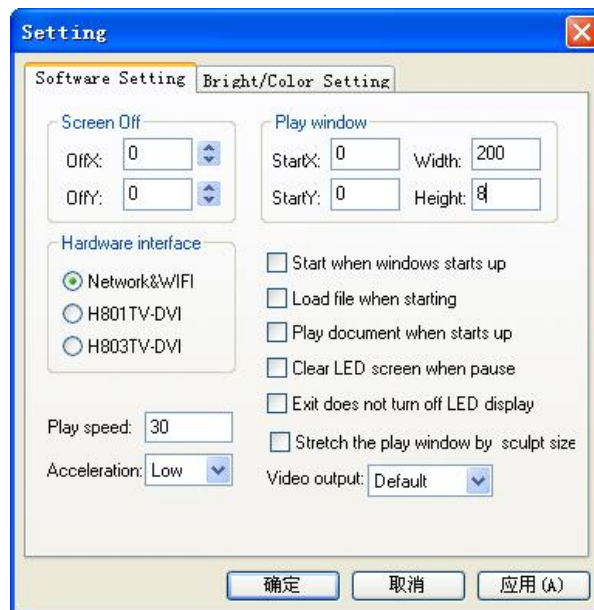 Setting
Software Setting
Bright/Color Setting
Screen Off
OffX: 0
OffY: 0
Play window
StartX: 0 Width: 200
StartY: 0 Height: 8
Hardware interface
Network&WIFI
H801TV-DVI
H803TV-DVI
Start when windows starts up
Load file when starting
Play document when starts up
Clear LED screen when pause
Exit does not turn off LED display
Stretch the play window by sculpt size
Play speed: 30
Acceleration: Low
Video output: Default
确定 取消 应用(A)